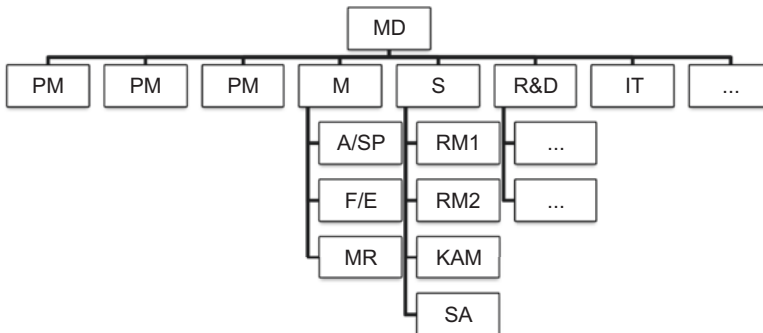 MD
PM PM PM M S R&D IT ...
A/SP RM1 ...
F/E RM2 ...
MR KAM
SA